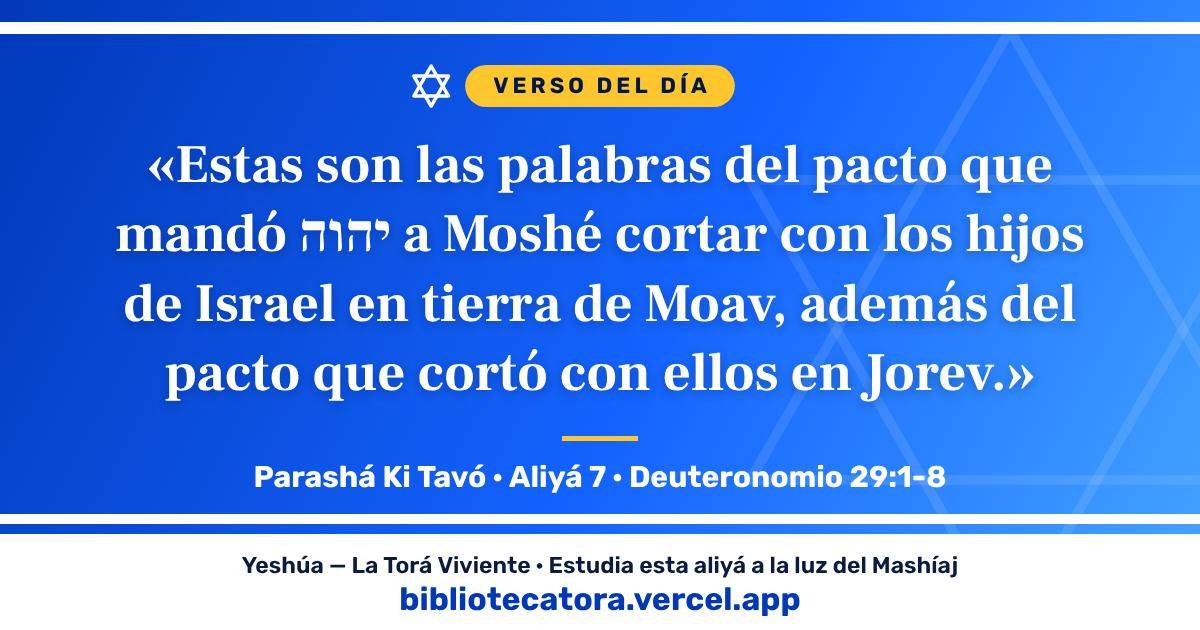 VERSO DEL DÍA
«Estas son las palabras del pacto que
mandó יהוה a Moshé cortar con los hijos
de Israel en tierra de Moav, además del
pacto que cortó con ellos en Jorev.»
Parashá Ki Tavó • Aliyá 7 • Deuteronomio 29:1-8
Yeshúa — La Torá Viviente • Estudia esta aliyá a la luz del Mashíaj
bibliotecatora.vercel.app